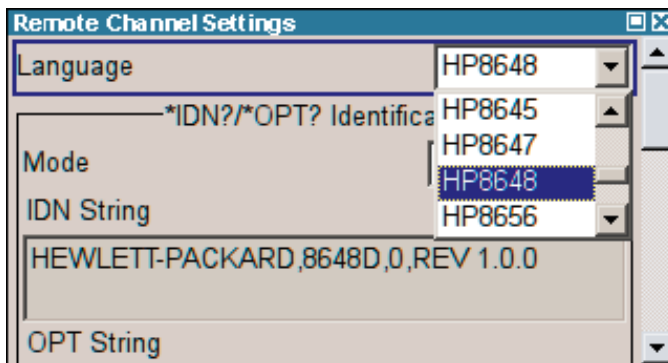 Remote Channel Settings
Language HP8648
HP8645
*IDN?/*OPT?
HP8647
Mode
HP8648
IDN String
HP8656
HEWLETT-PACKARD,8648D,0,REV 1.0.0
OPT String